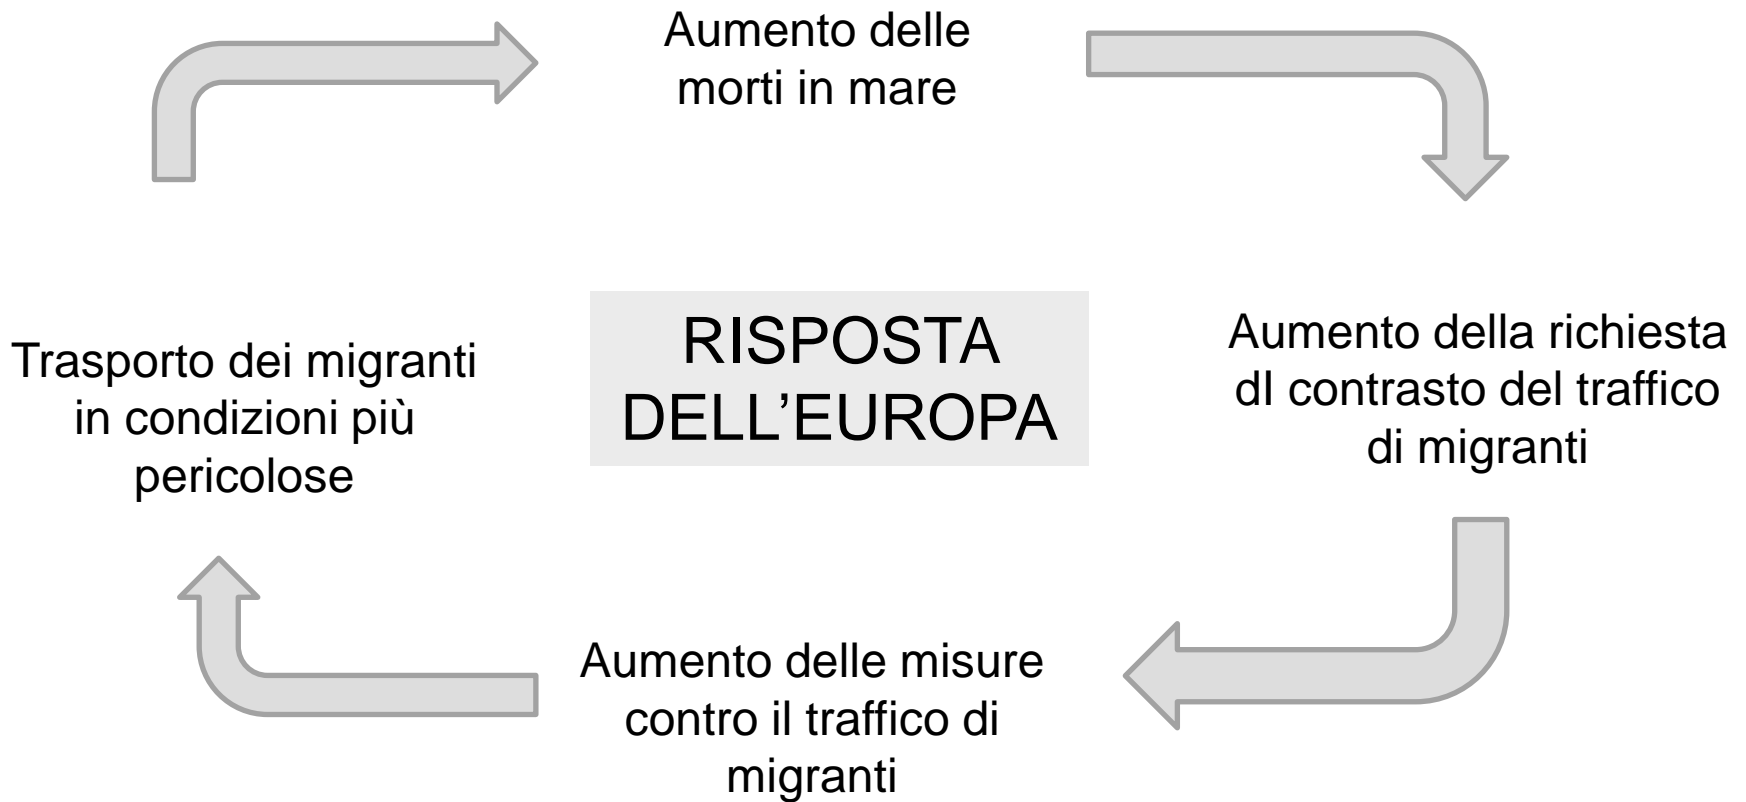 Aumento delle
morti in mare
Aumento della richiesta
dI contrasto del traffico
di migranti
RISPOSTA
DELL’EUROPA
Trasporto dei migranti
in condizioni più
pericolose
Aumento delle misure
contro il traffico di
migranti